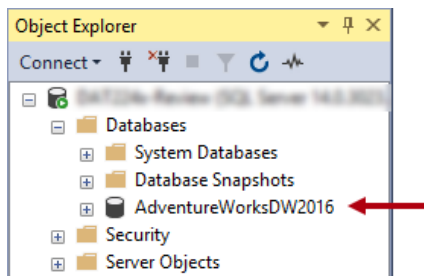 Object Explorer
Connect
Databases
System Databases
Database Snapshots
AdventureWorksDW2016
Security
Server Objects